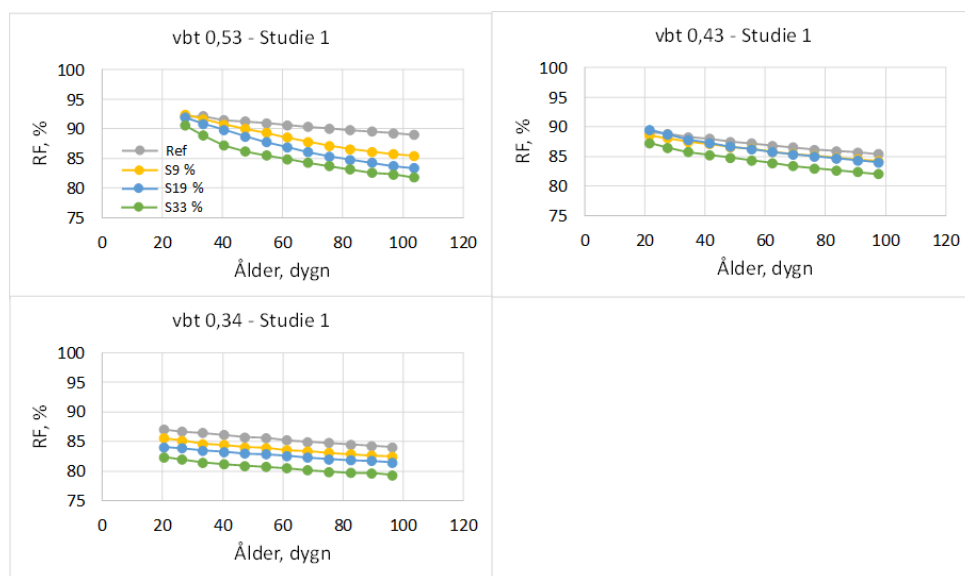 vbt 0,53 - Studie 1
100
95
90
85
80
75
RF, %
Ref
S9 %
S19 %
S33 %
0 20 40 60 80 100 120
Ålder, dygn
vbt 0,43 - Studie 1
100
95
90
85
80
75
RF, %
0 20 40 60 80 100 120
Ålder, dygn
vbt 0,34 - Studie 1
100
95
90
85
80
75
RF, %
0 20 40 60 80 100 120
Ålder, dygn